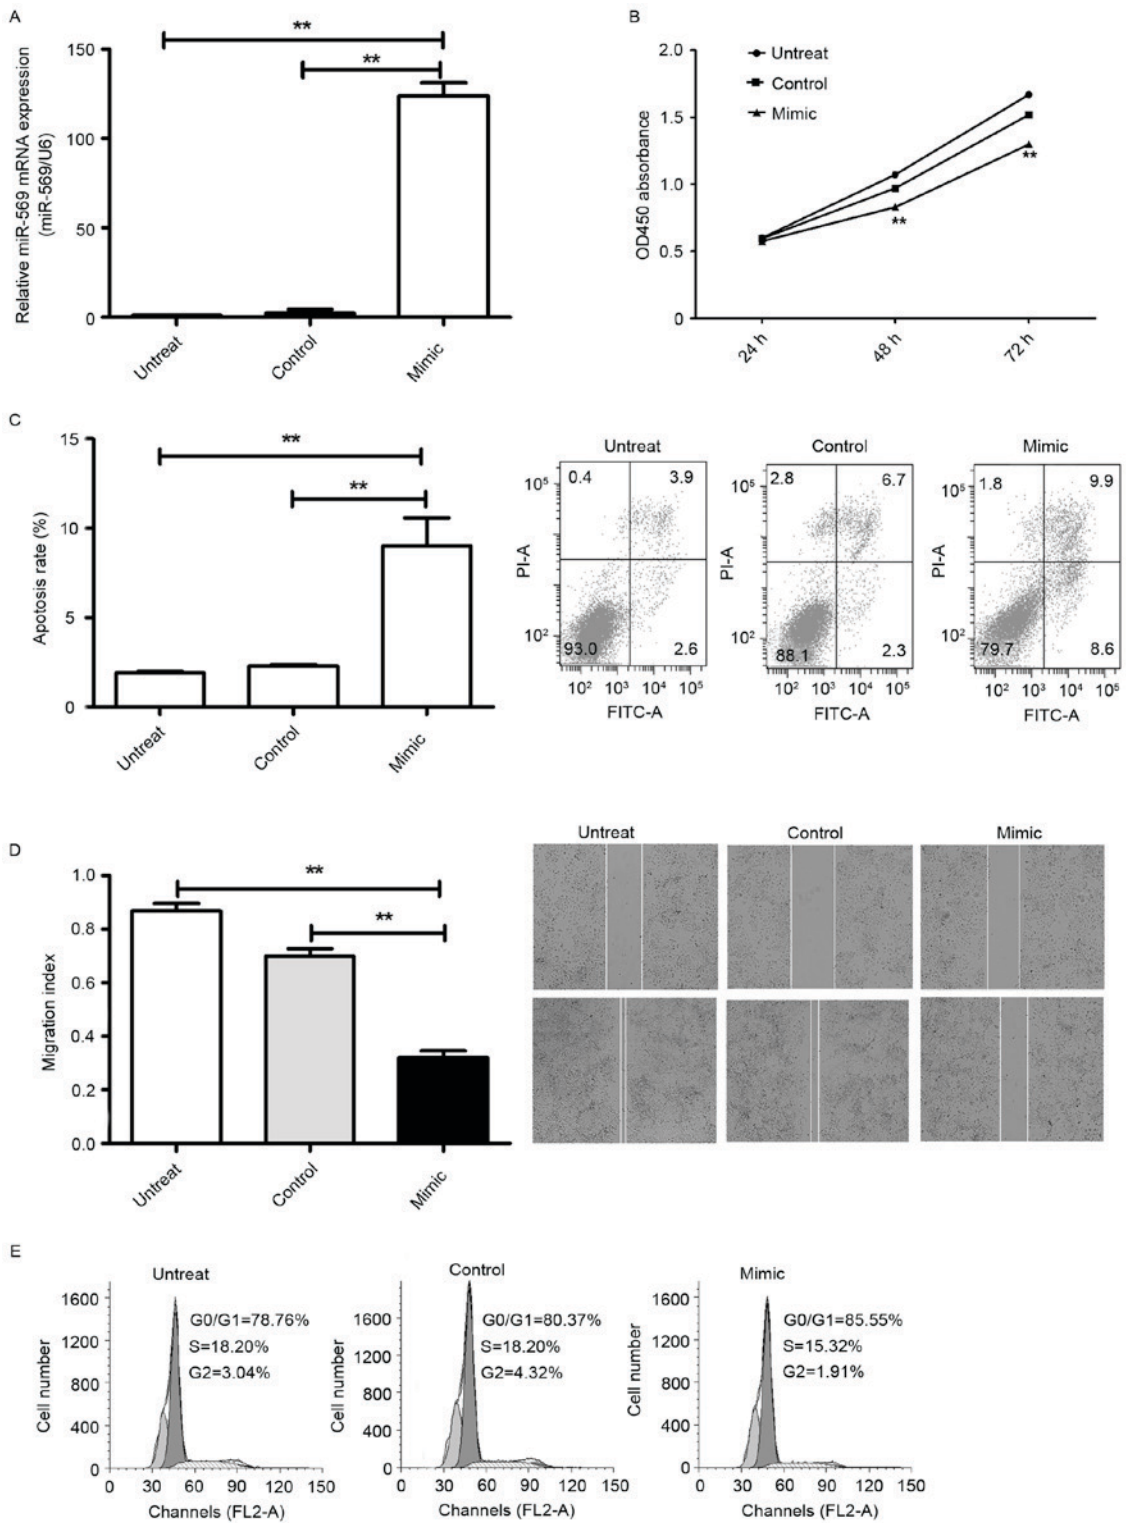 A
Relative miR-569 mRNA expression
(miR-569/U6)
150
100
50
0
**
**
Untreat
Control
Mimic
B
OD450 absorbance
2.0
1.5
1.0
0.5
0
Untreat
Control
Mimic
**
**
24 h
48 h
72 h
C
Apotosis rate (%)
15
10
5
0
**
**
Untreat
Control
Mimic
Untreat
0.4
3.9
93.0
2.6
PI-A
10⁵
10²
10² 10³ 10⁴ 10⁵
FITC-A
Control
2.8
6.7
88.1
2.3
PI-A
10⁵
10²
10² 10³ 10⁴ 10⁵
FITC-A
Mimic
1.8
9.9
79.7
8.6
PI-A
10⁵
10²
10² 10³ 10⁴ 10⁵
FITC-A
D
Migration index
1.0
0.8
0.6
0.4
0.2
0.0
**
**
Untreat
Control
Mimic
Untreat
Control
Mimic
E
Untreat
Cell number
1600
1200
800
400
0
G0/G1=78.76%
S=18.20%
G2=3.04%
0 30 60 90 120 150
Channels (FL2-A)
Control
Cell number
1600
1200
800
400
0
G0/G1=80.37%
S=18.20%
G2=4.32%
0 30 60 90 120 150
Channels (FL2-A)
Mimic
Cell number
1600
1200
800
400
0
G0/G1=85.55%
S=15.32%
G2=1.91%
0 30 60 90 120 150
Channels (FL2-A)